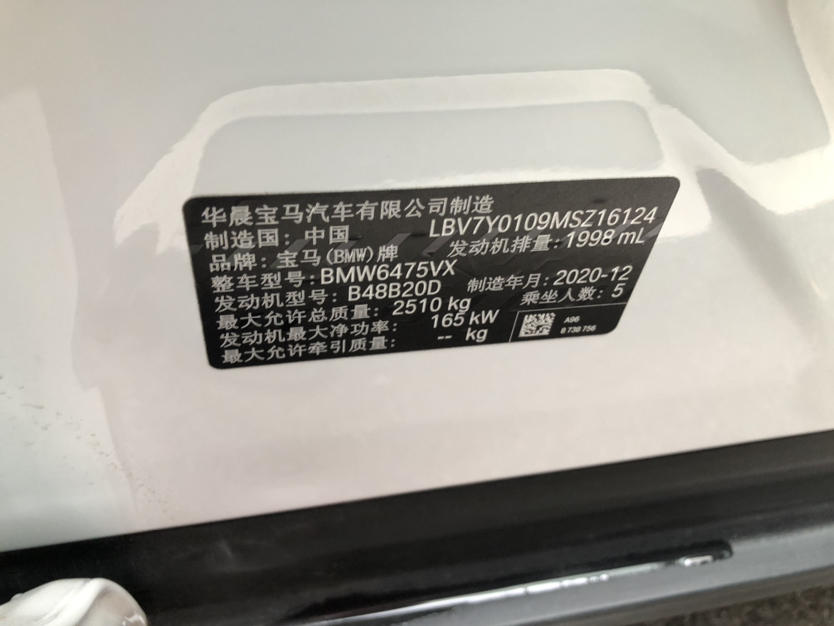 华晨宝马汽车有限公司制造
制造国: 中国 LBV7Y0109MSZ16124
品牌: 宝马(BMW)牌 发动机排量: 1998 mL
整车型号: BMW6475VX
发动机型号: B48B20D 制造年月: 2020-12
最大允许总质量: 2510 kg 乘坐人数: 5
发动机最大净功率: 165 kW
最大允许牵引质量: -- kg
A96
8 738 756